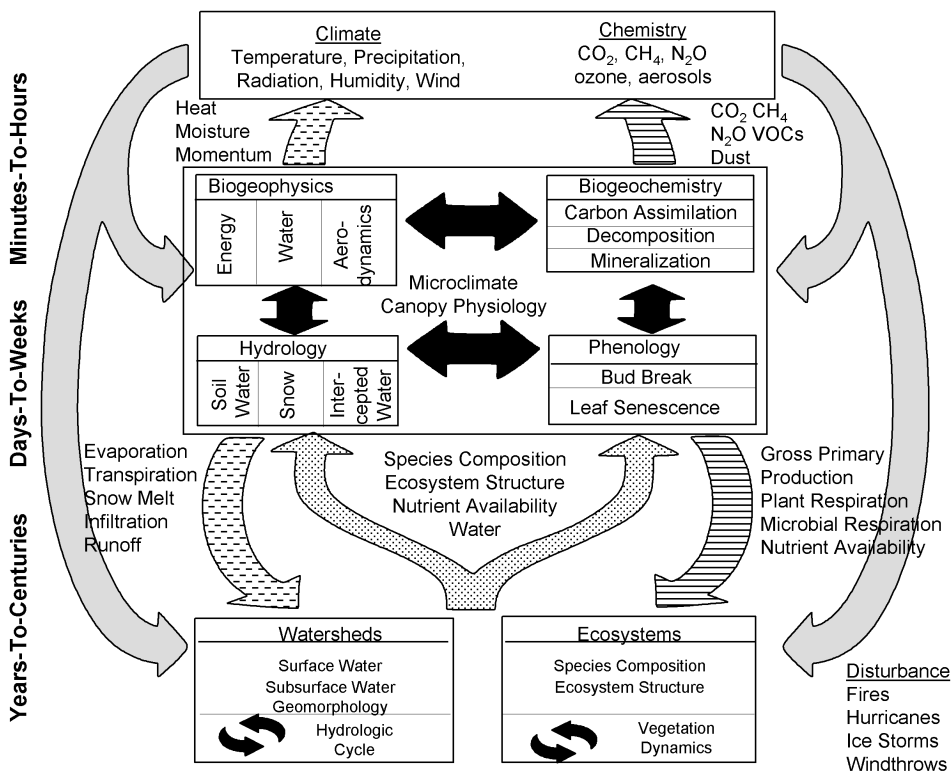 Climate
Temperature, Precipitation,
Radiation, Humidity, Wind
Chemistry
CO2, CH4, N2O
ozone, aerosols
Minutes-To-Hours
Heat
Moisture
Momentum
CO2 CH4
N2O VOCs
Dust
Biogeophysics
Energy
Water
Aero-
dynamics
Biogeochemistry
Carbon Assimilation
Decomposition
Mineralization
Microclimate
Canopy Physiology
Days-To-Weeks
Hydrology
Soil
Water
Snow
Inter-
cepted
Water
Phenology
Bud Break
Leaf Senescence
Evaporation
Transpiration
Snow Melt
Infiltration
Runoff
Species Composition
Ecosystem Structure
Nutrient Availability
Water
Gross Primary
Production
Plant Respiration
Microbial Respiration
Nutrient Availability
Years-To-Centuries
Watersheds
Surface Water
Subsurface Water
Geomorphology
Hydrologic
Cycle
Ecosystems
Species Composition
Ecosystem Structure
Vegetation
Dynamics
Disturbance
Fires
Hurricanes
Ice Storms
Windthrows